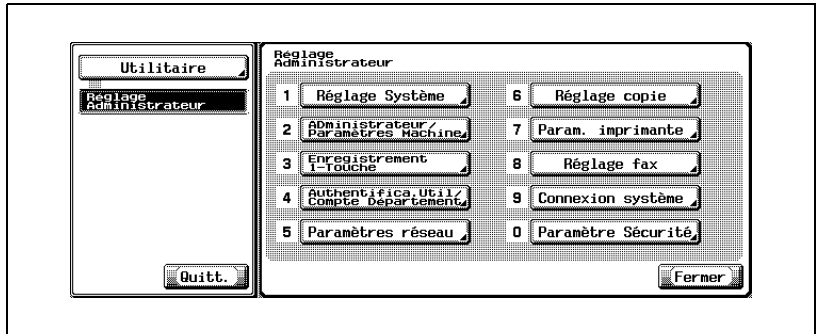 Utilitaire
Réglage
Administrateur
Quitt.
Réglage
Administrateur
1 Réglage Système
2 ADministrateur/
Paramètres Machine
3 Enregistrement
1-Touche
4 Authentifica.Util/
Compte Département
5 Paramètres réseau
6 Réglage copie
7 Param. imprimante
8 Réglage fax
9 Connexion système
0 Paramètre Sécurité
Fermer